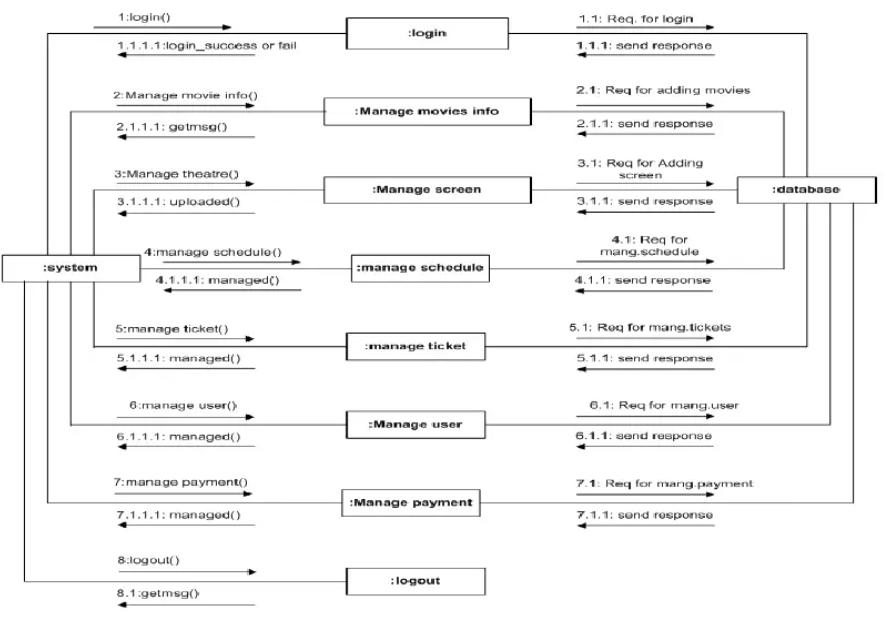 1:login()
1.1: Req. for login
:login
1.1.1.1:login_success or fail
1.1.1: send response
2:Manage movie info()
2.1: Req for adding movies
:Manage movies info
2.1.1.1: getmsg()
2.1.1: send response
3:Manage theatre()
3.1: Req for Adding
screen
:Manage screen
:database
3.1.1.1: uploaded()
3.1.1: send response
4:manage schedule()
4.1: Req for
mang.schedule
:system
:manage schedule
4.1.1.1: managed()
4.1.1: send response
5:manage ticket()
5.1: Req for mang.tickets
:manage ticket
5.1.1.1: managed()
5.1.1: send response
6:manage user()
6.1: Req for mang.user
:Manage user
6.1.1.1: managed()
6.1.1: send response
7:manage payment()
7.1: Req for mang.payment
:Manage payment
7.1.1.1: managed()
7.1.1: send response
8:logout()
:logout
8.1:getmsg()